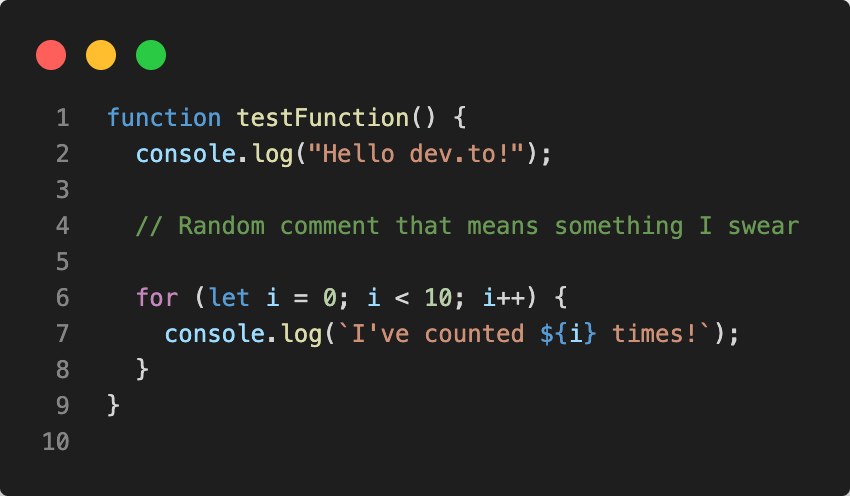 1 function testFunction() {
2   console.log("Hello dev.to!");
3
4   // Random comment that means something I swear
5
6   for (let i = 0; i < 10; i++) {
7     console.log(`I've counted ${i} times!`);
8   }
9 }
10